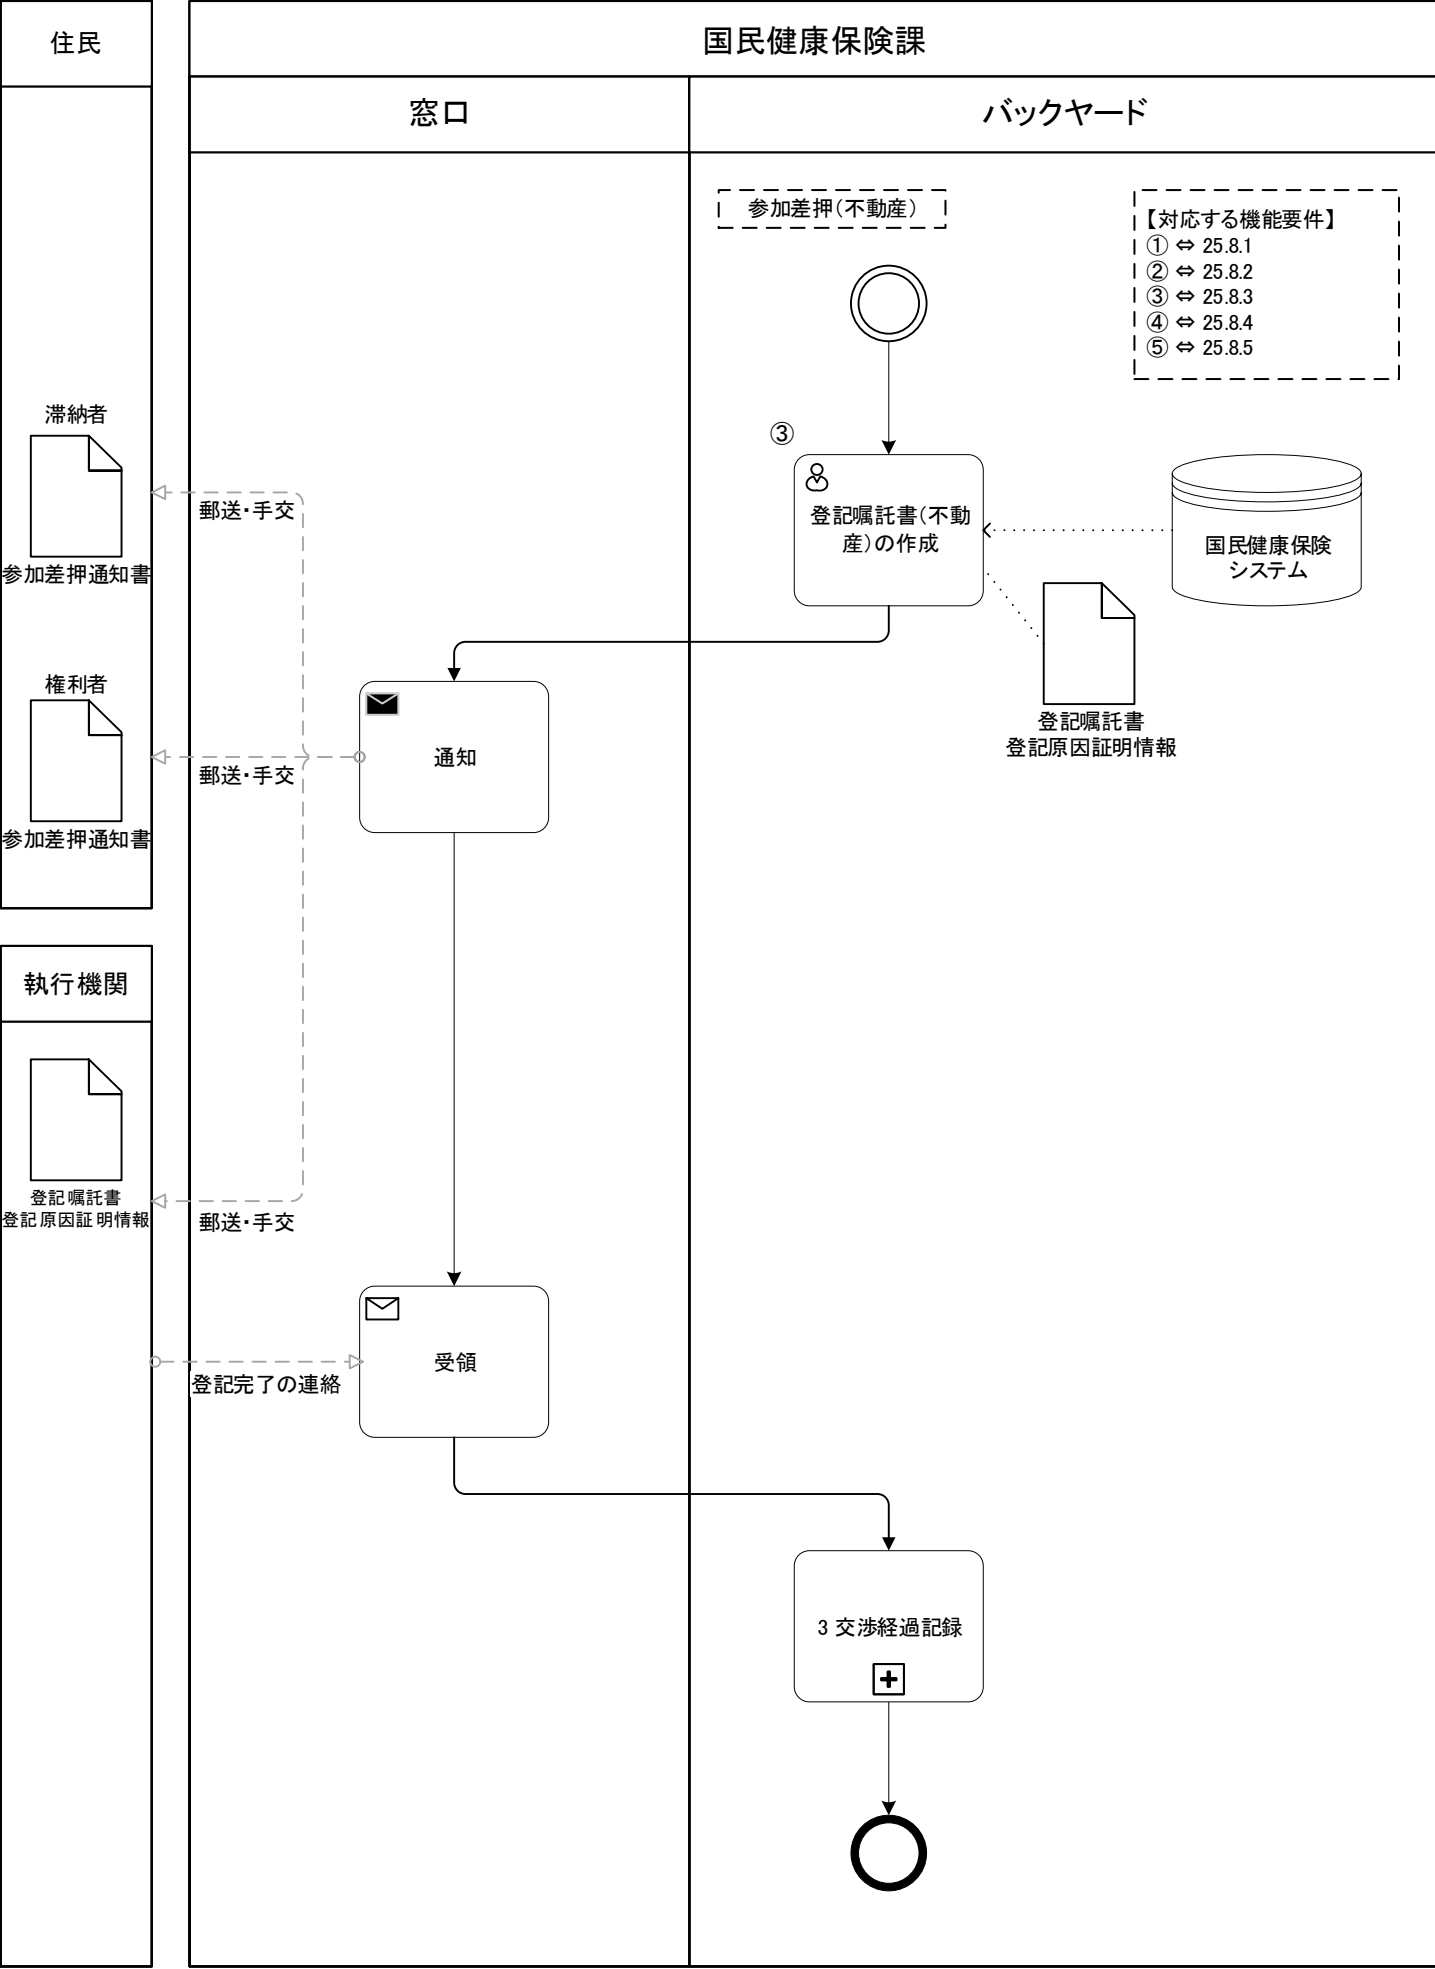 住民
国民健康保険課
窓口
バックヤード
参加差押(不動産)
【対応する機能要件】
① ⇔ 25.8.1
② ⇔ 25.8.2
③ ⇔ 25.8.3
④ ⇔ 25.8.4
⑤ ⇔ 25.8.5
滞納者
参加差押通知書
郵送・手交
③
登記嘱託書(不動
産)の作成
国民健康保険
システム
登記嘱託書
登記原因証明情報
権利者
参加差押通知書
郵送・手交
通知
執行機関
登記嘱託書
登記原因証明情報
郵送・手交
受領
登記完了の連絡
3 交渉経過記録